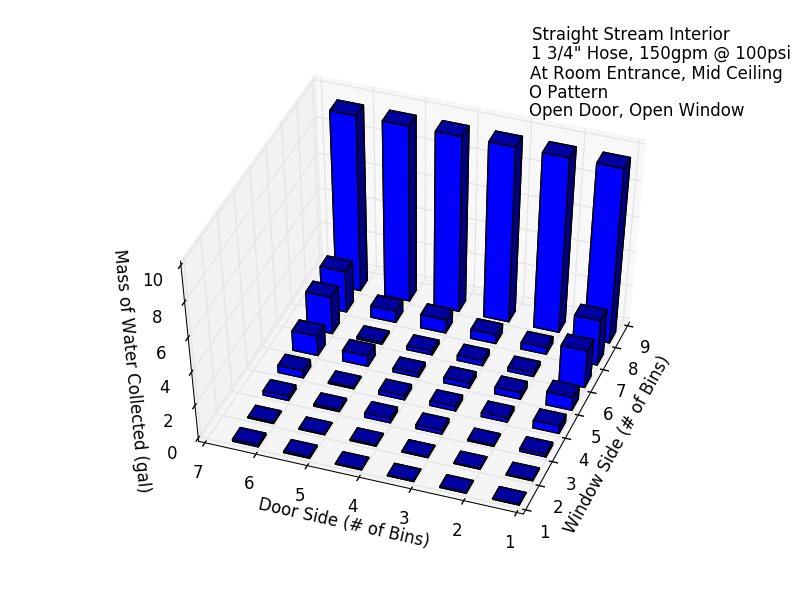 Straight Stream Interior
1 3/4" Hose, 150gpm @ 100psi
At Room Entrance, Mid Ceiling
O Pattern
Open Door, Open Window
Mass of Water Collected (gal)
10
8
6
4
2
0
Door Side (# of Bins)
7
6
5
4
3
2
1
Window Side (# of Bins)
9
8
7
6
5
4
3
2
1